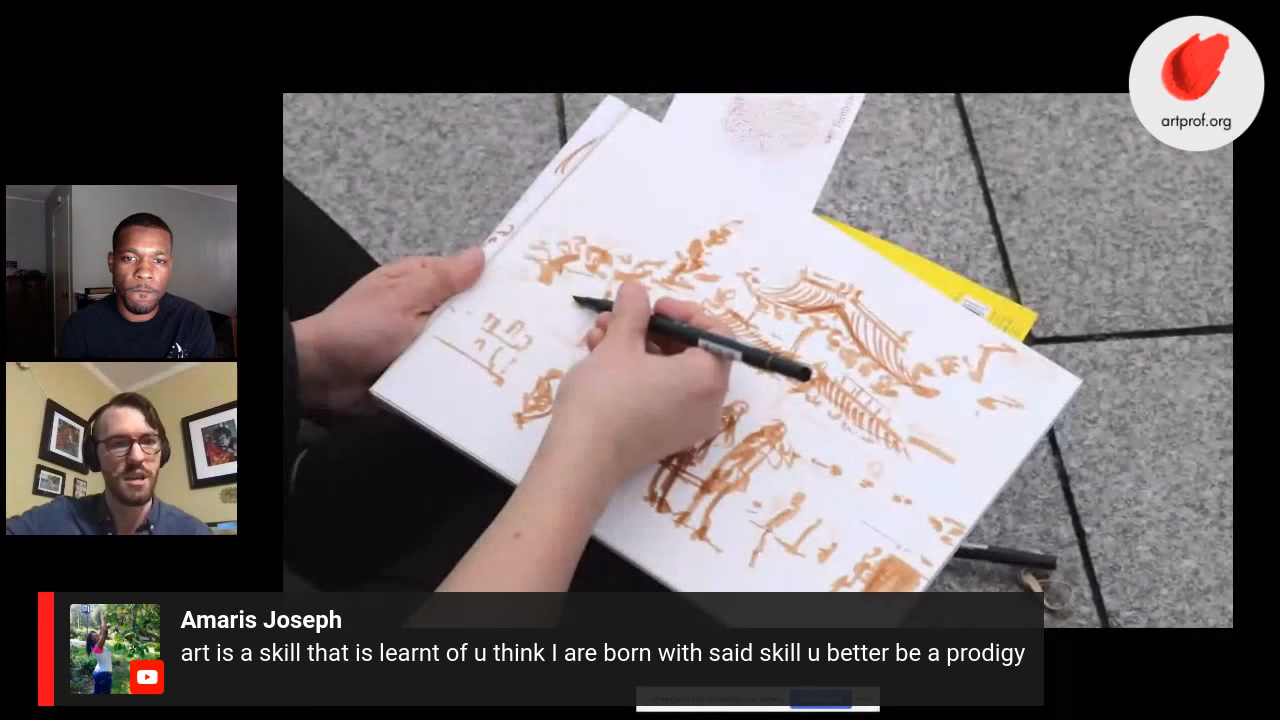 artprof.org
Amaris Joseph
art is a skill that is learnt of u think I are born with said skill u better be a prodigy